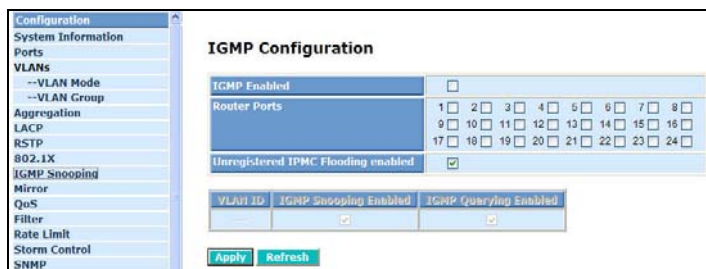 Configuration
System Information
Ports
VLANs
--VLAN Mode
--VLAN Group
Aggregation
LACP
RSTP
802.1X
IGMP Snooping
Mirror
QoS
Filter
Rate Limit
Storm Control
SNMP
IGMP Configuration
IGMP Enabled
Router Ports
1 2 3 4 5 6 7 8
9 10 11 12 13 14 15 16
17 18 19 20 21 22 23 24
Unregistered IPMC Flooding enabled
VLAN ID IGMP Snooping Enabled IGMP Querying Enabled
Apply Refresh